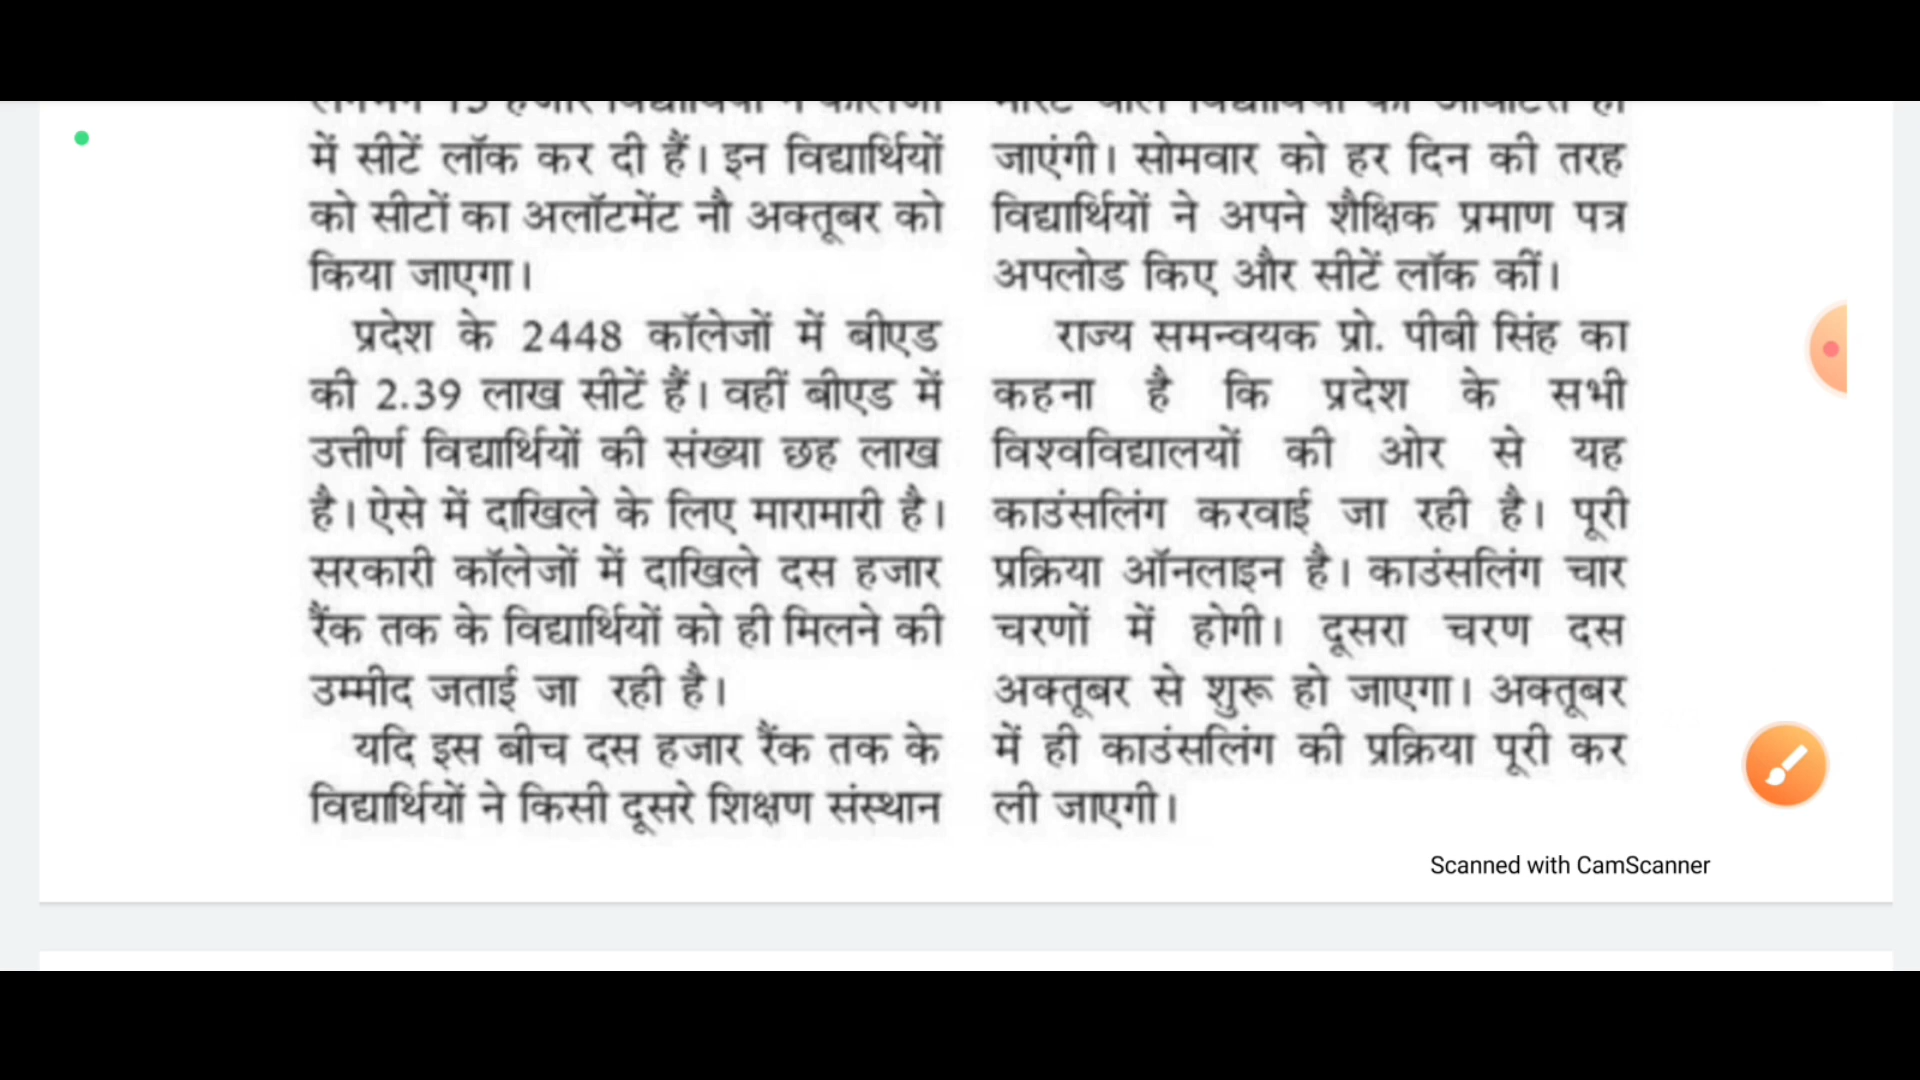 में सीटें लॉक कर दी हैं। इन विद्यार्थियों
को सीटों का अलॉटमेंट नौ अक्तूबर को
किया जाएगा।
प्रदेश के 2448 कॉलेजों में बीएड
की 2.39 लाख सीटें हैं। वहीं बीएड में
उत्तीर्ण विद्यार्थियों की संख्या छह लाख
है। ऐसे में दाखिले के लिए मारामारी है।
सरकारी कॉलेजों में दाखिले दस हजार
रैंक तक के विद्यार्थियों को ही मिलने की
उम्मीद जताई जा रही है।
यदि इस बीच दस हजार रैंक तक के
विद्यार्थियों ने किसी दूसरे शिक्षण संस्थान
जाएंगी। सोमवार को हर दिन की तरह
विद्यार्थियों ने अपने शैक्षिक प्रमाण पत्र
अपलोड किए और सीटें लॉक कीं।
राज्य समन्वयक प्रो. पीबी सिंह का
कहना है कि प्रदेश के सभी
विश्वविद्यालयों की ओर से यह
काउंसलिंग करवाई जा रही है। पूरी
प्रक्रिया ऑनलाइन है। काउंसलिंग चार
चरणों में होगी। दूसरा चरण दस
अक्तूबर से शुरू हो जाएगा। अक्तूबर
में ही काउंसलिंग की प्रक्रिया पूरी कर
ली जाएगी।
Scanned with CamScanner